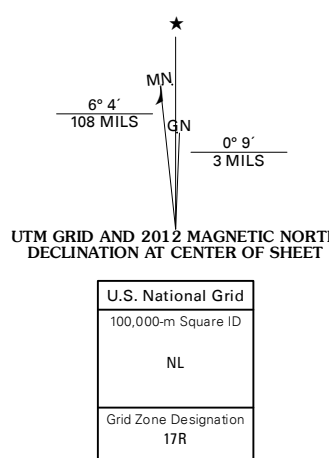 ★
MN.
6° 4´
108 MILS
GN
0° 9´
3 MILS
UTM GRID AND 2012 MAGNETIC NORTH
DECLINATION AT CENTER OF SHEET
U.S. National Grid
100,000-m Square ID
NL
Grid Zone Designation
17R